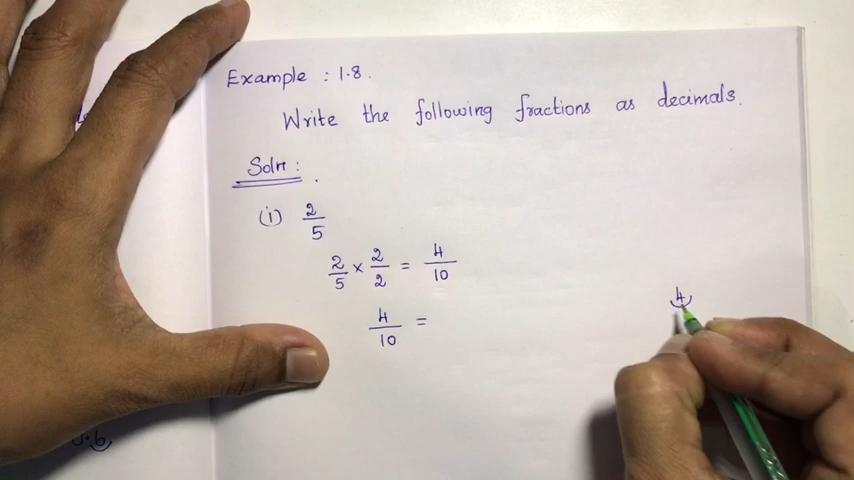 Example : 1.8.
Write the following fractions as decimals.
Soln :
(i) 2/5
2/5 × 2/2 = 4/10
4/10 =
4